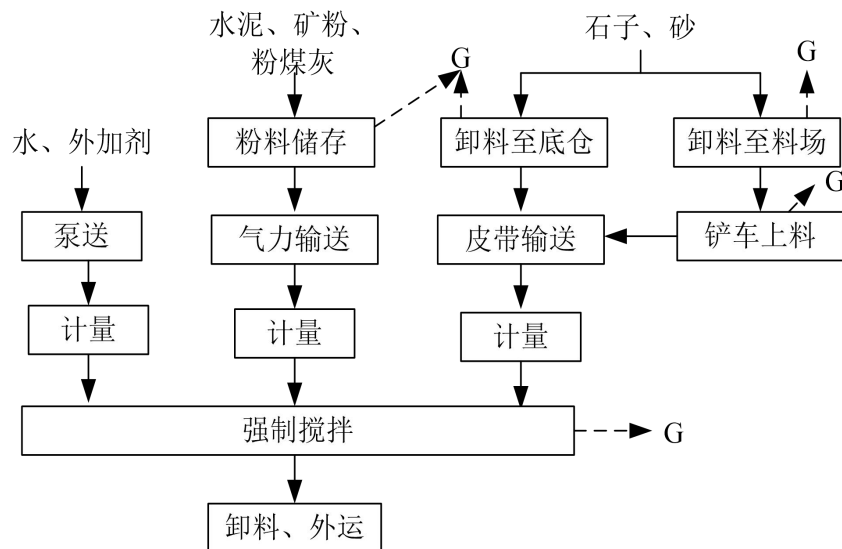 水泥、矿粉、
粉煤灰
石子、砂
G
G
水、外加剂
粉料储存
卸料至底仓
卸料至料场
G
泵送
气力输送
皮带输送
铲车上料
计量
计量
计量
强制搅拌
G
卸料、外运